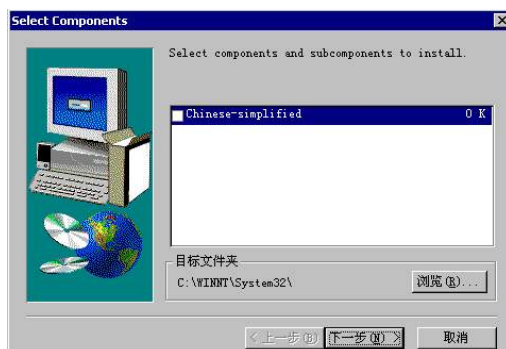 Select Components
Select components and subcomponents to install.
Chinese-simplified 0 K
目标文件夹
C:\WINNT\System32\
浏览(R)...
<上一步(B) 下一步(N) > 取消